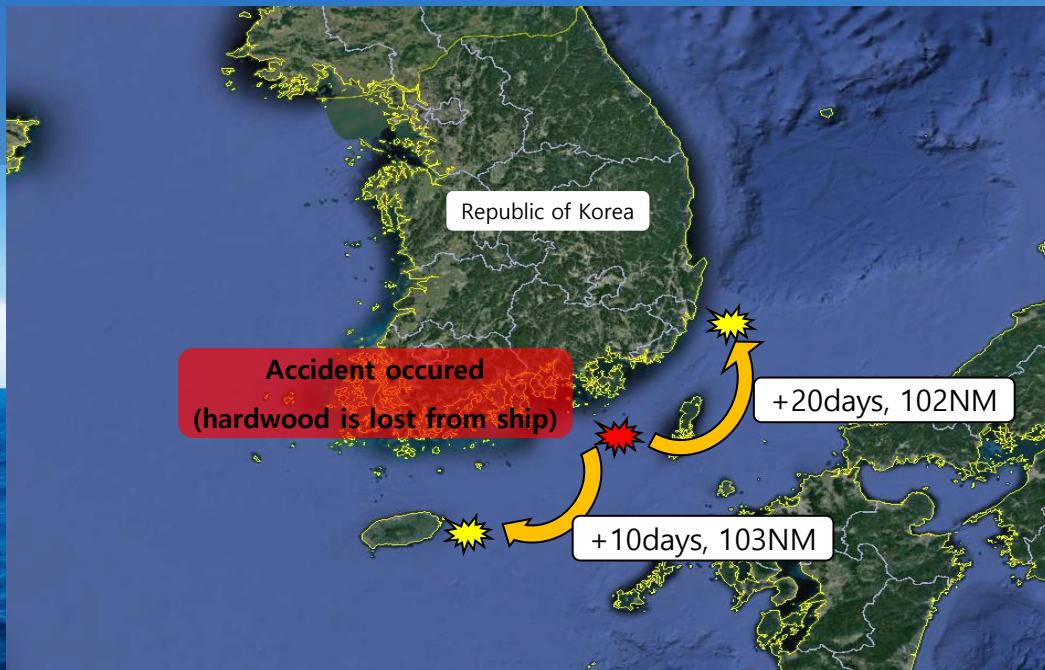 Republic of Korea
Accident occured
(hardwood is lost from ship)
+20days, 102NM
+10days, 103NM